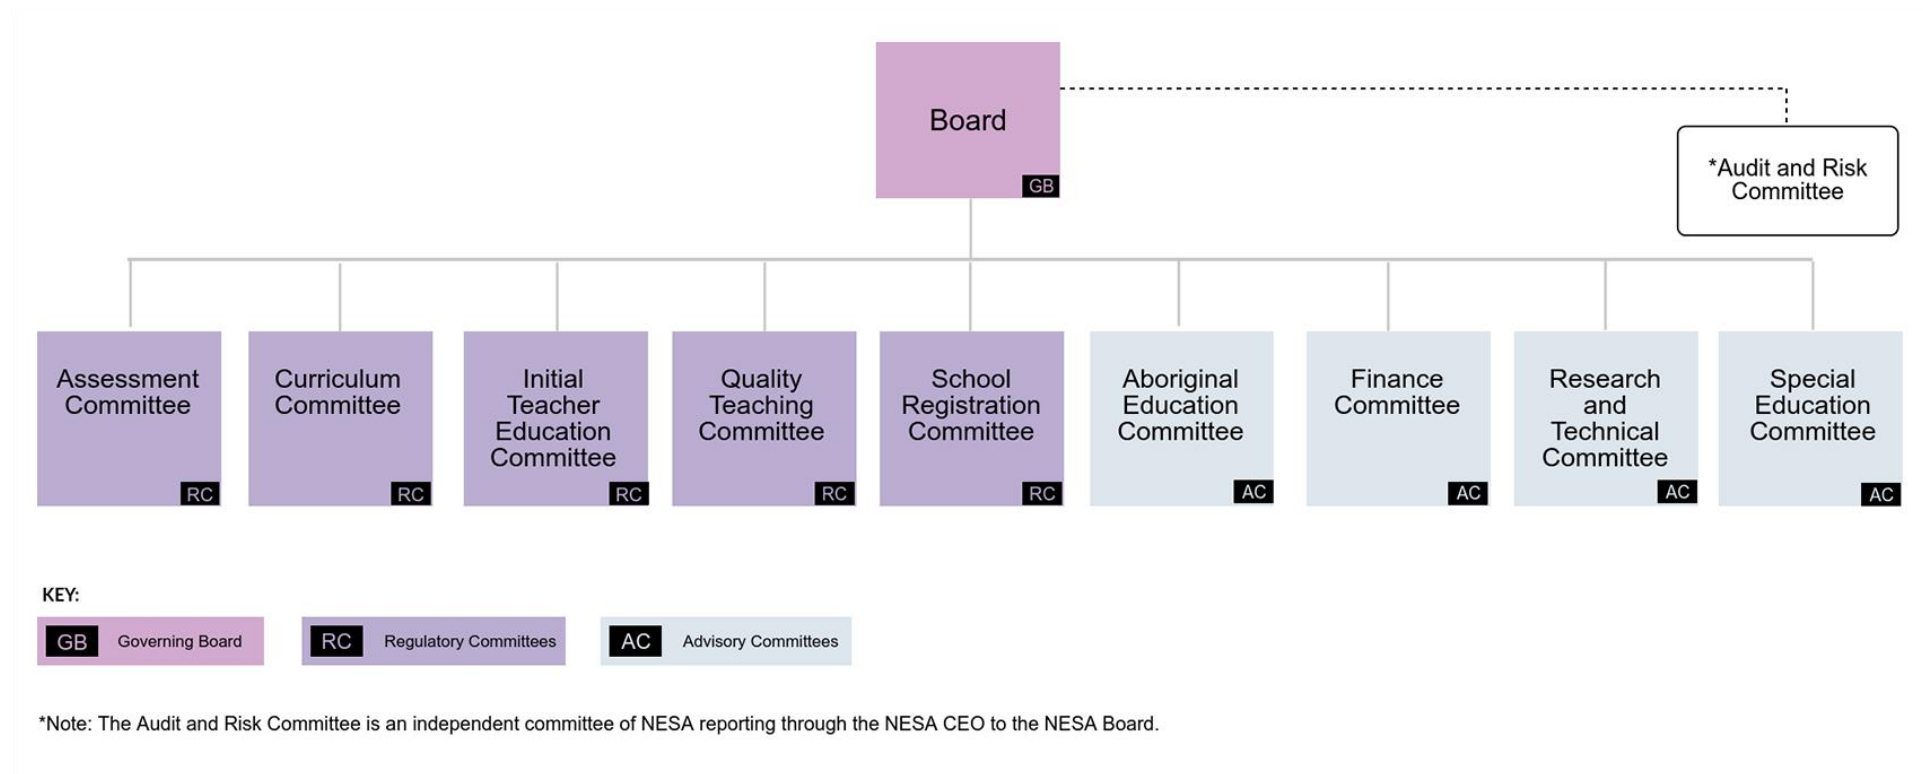 Board
GB
*Audit and Risk
Committee
Assessment
Committee
RC
Curriculum
Committee
RC
Initial
Teacher
Education
Committee
RC
Quality
Teaching
Committee
RC
School
Registration
Committee
RC
Aboriginal
Education
Committee
AC
Finance
Committee
AC
Research
and
Technical
Committee
AC
Special
Education
Committee
AC
KEY:
GB Governing Board
RC Regulatory Committees
AC Advisory Committees
*Note: The Audit and Risk Committee is an independent committee of NESA reporting through the NESA CEO to the NESA Board.